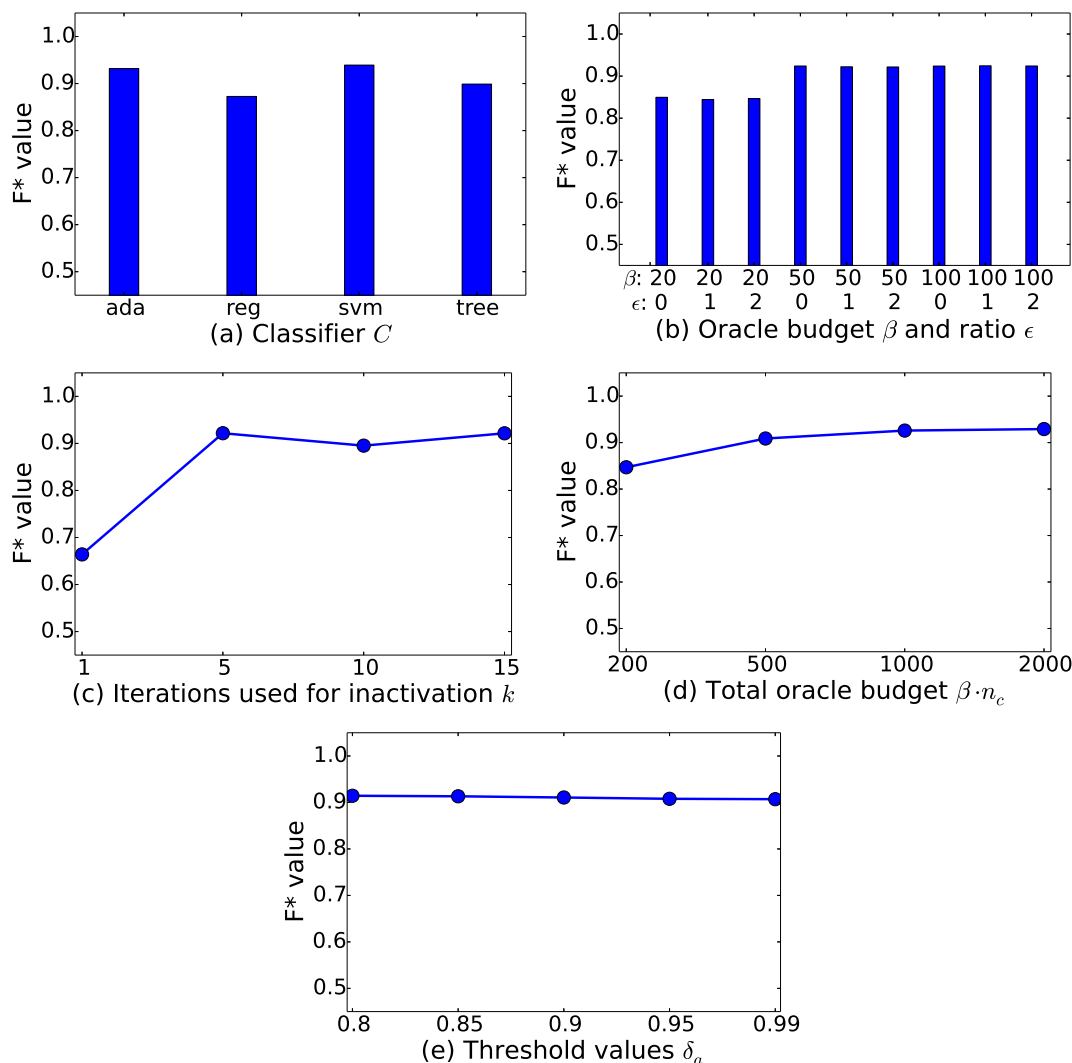 1.0
0.9
0.8
0.7
0.6
0.5
F* value
ada reg svm tree
(a) Classifier C
1.0
0.9
0.8
0.7
0.6
0.5
F* value
β: 20 20 20 50 50 50 100 100 100
ϵ: 0 1 2 0 1 2 0 1 2
(b) Oracle budget β and ratio ϵ
1.0
0.9
0.8
0.7
0.6
0.5
F* value
1 5 10 15
(c) Iterations used for inactivation k
1.0
0.9
0.8
0.7
0.6
0.5
F* value
200 500 1000 2000
(d) Total oracle budget β·n_c
1.0
0.9
0.8
0.7
0.6
0.5
F* value
0.8 0.85 0.9 0.95 0.99
(e) Threshold values δ_a